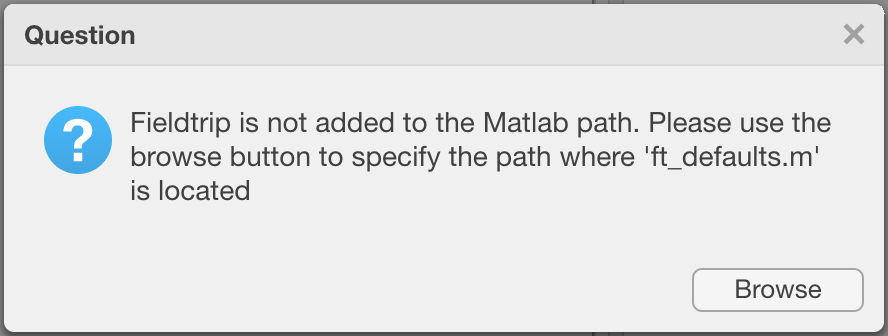 Question
Fieldtrip is not added to the Matlab path. Please use the
browse button to specify the path where 'ft_defaults.m'
is located
Browse